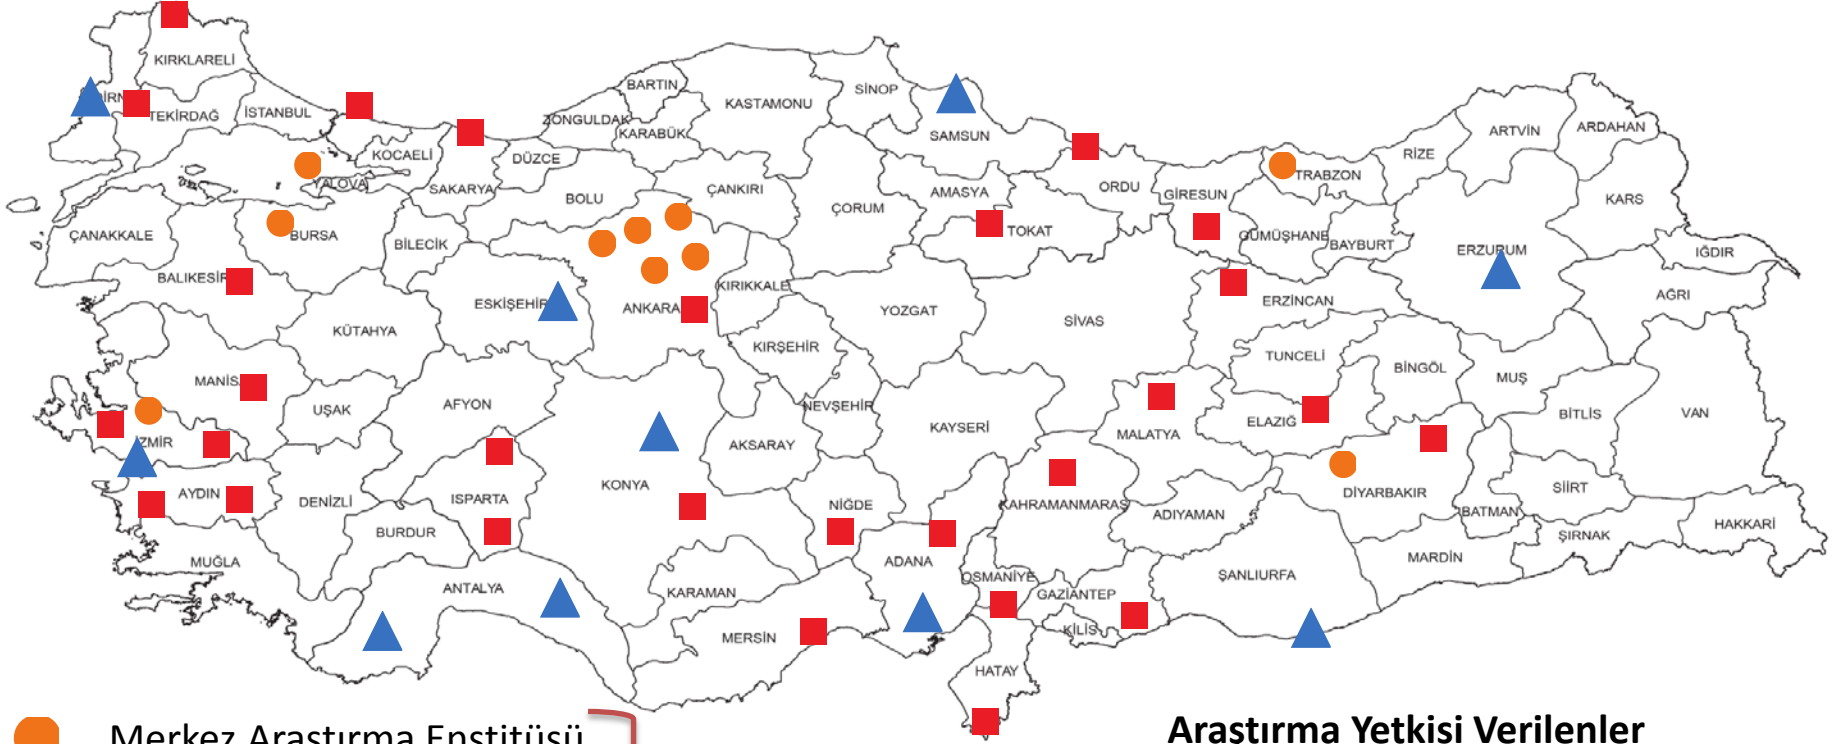 KIRKLARELİ
TEKİRDAĞ
İSTANBUL
KOCAELİ
YALOVA
SAKARYA
DÜZCE
ZONGULDAK
BARTIN
KARABÜK
KASTAMONU
SİNOP
SAMSUN
ARTVİN
ARDAHAN
RİZE
TRABZON
ORDU
GİRESUN
GÜMÜŞHANE
BAYBURT
KARS
IĞDIR
ERZURUM
AĞRI
BOLU
ÇANKIRI
ÇORUM
AMASYA
TOKAT
ÇANAKKALE
BURSA
BİLECİK
BALIKESİR
ESKİŞEHİR
ANKARA
KIRIKKALE
YOZGAT
SİVAS
ERZİNCAN
KÜTAHYA
KIRŞEHİR
TUNCELİ
BİNGÖL
MUŞ
BİTLİS
VAN
UŞAK
AFYON
NEVŞEHİR
AKSARAY
KAYSERİ
MALATYA
ELAZIĞ
AYDIN
DENİZLİ
ISPARTA
KONYA
NİĞDE
KAHRAMANMARAŞ
ADIYAMAN
DİYARBAKIR
BATMAN
SİİRT
ŞIRNAK
HAKKARİ
MUĞLA
BURDUR
ANTALYA
KARAMAN
MERSİN
ADANA
OSMANİYE
GAZİANTEP
KİLİS
ŞANLIURFA
MARDİN
HATAY
Merkez Araştırma Enstitüsü
Araştırma Yetkisi Verilenler